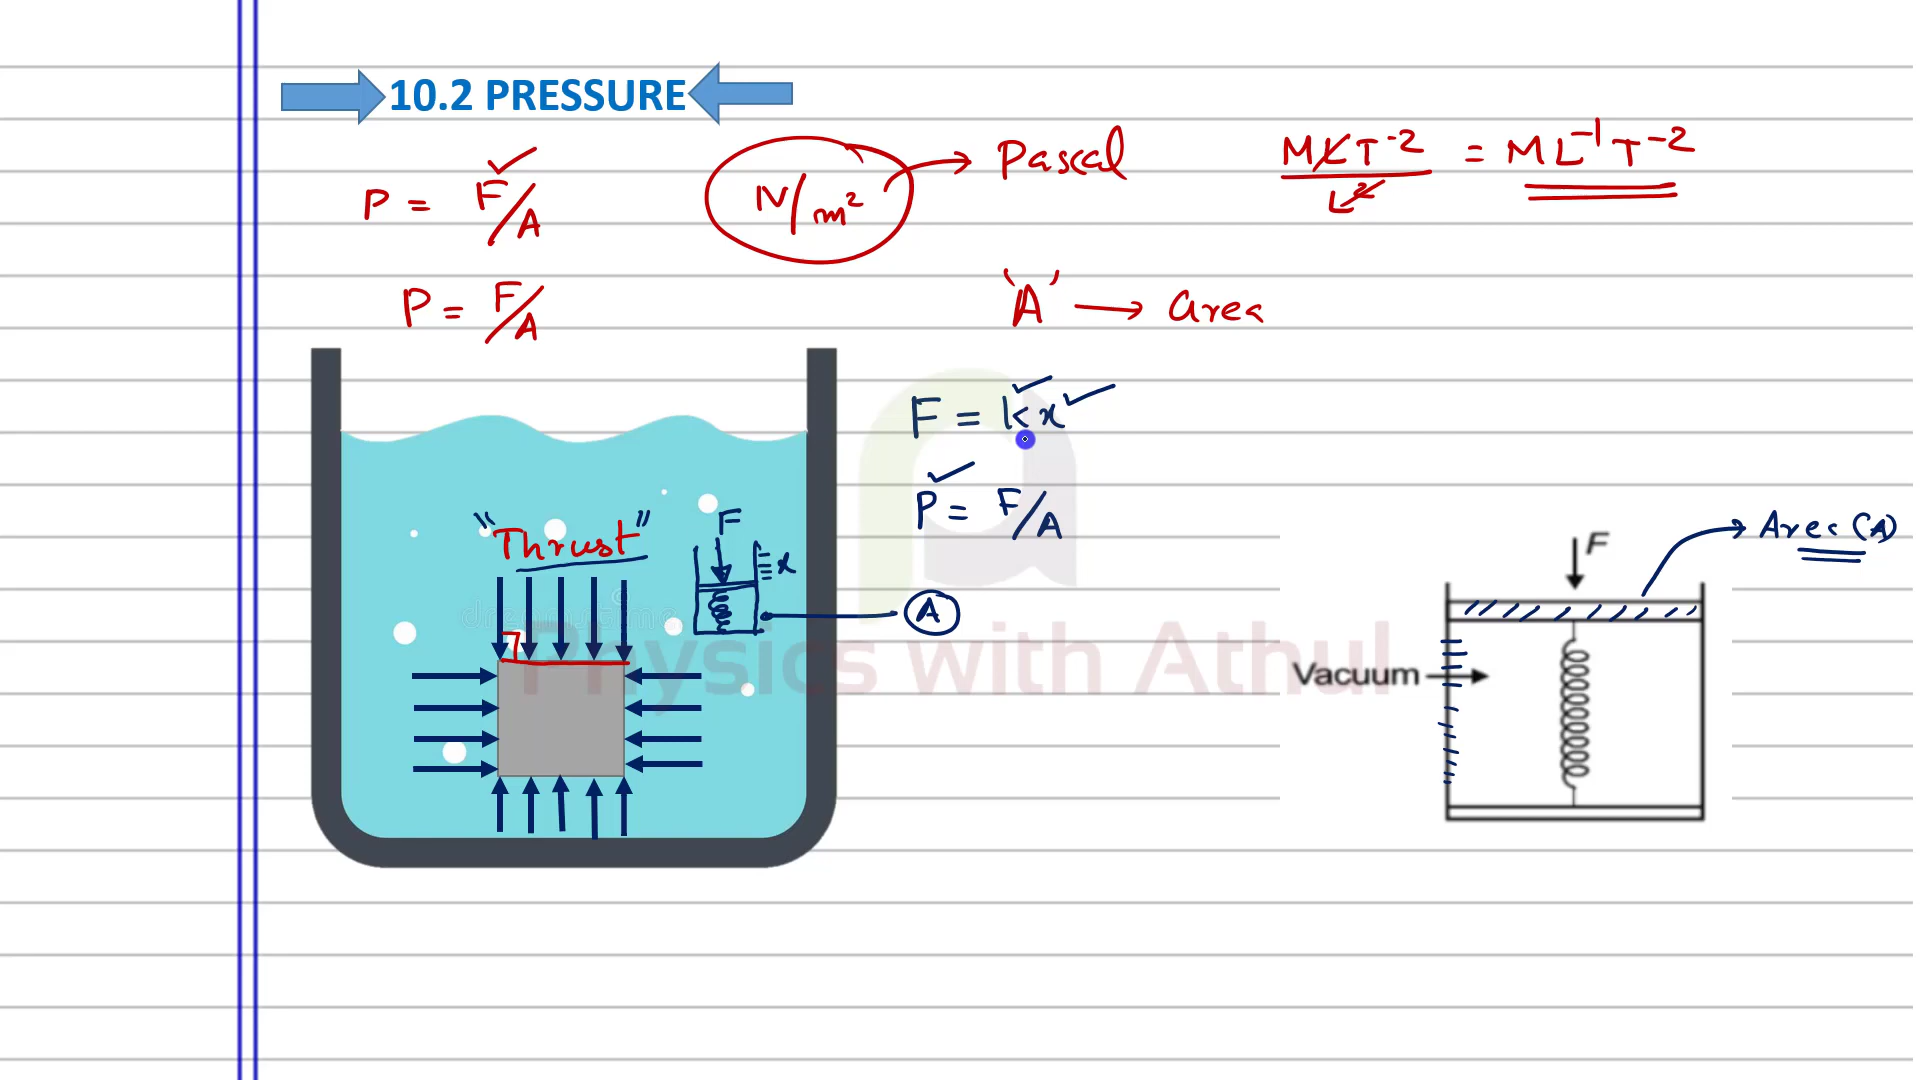 10.2 PRESSURE
P = F/A
N/m²
Pascal
MLT⁻²/L² = ML⁻¹T⁻²
P = F/A
'A' → Area
F = kx
P = F/A
"Thrust"
F
x
A
F
Area (A)
Vacuum
dreamstime
Physics with Athul